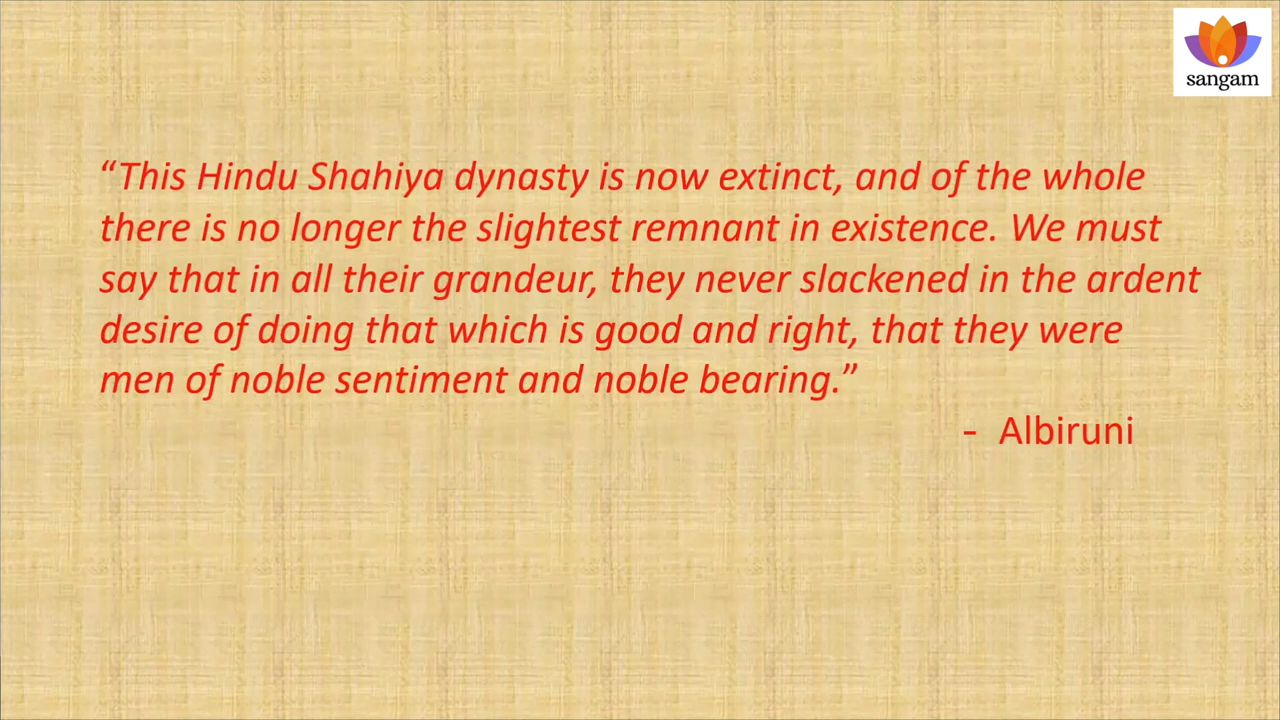 sangam
“This Hindu Shahiya dynasty is now extinct, and of the whole
there is no longer the slightest remnant in existence. We must
say that in all their grandeur, they never slackened in the ardent
desire of doing that which is good and right, that they were
men of noble sentiment and noble bearing.”
- Albiruni